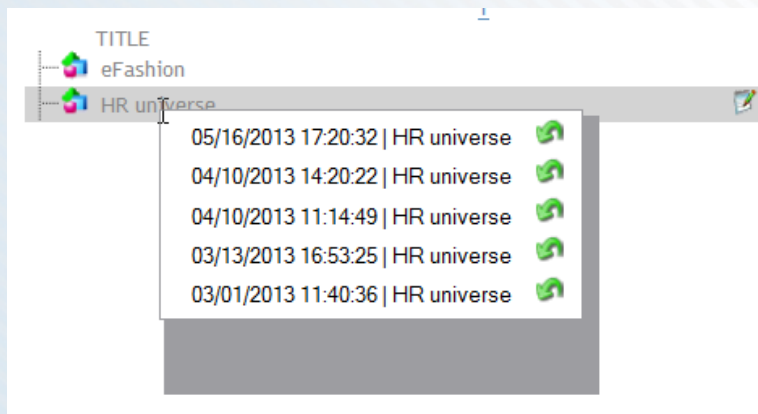 TITLE
eFashion
HR universe
05/16/2013 17:20:32 | HR universe
04/10/2013 14:20:22 | HR universe
04/10/2013 11:14:49 | HR universe
03/13/2013 16:53:25 | HR universe
03/01/2013 11:40:36 | HR universe